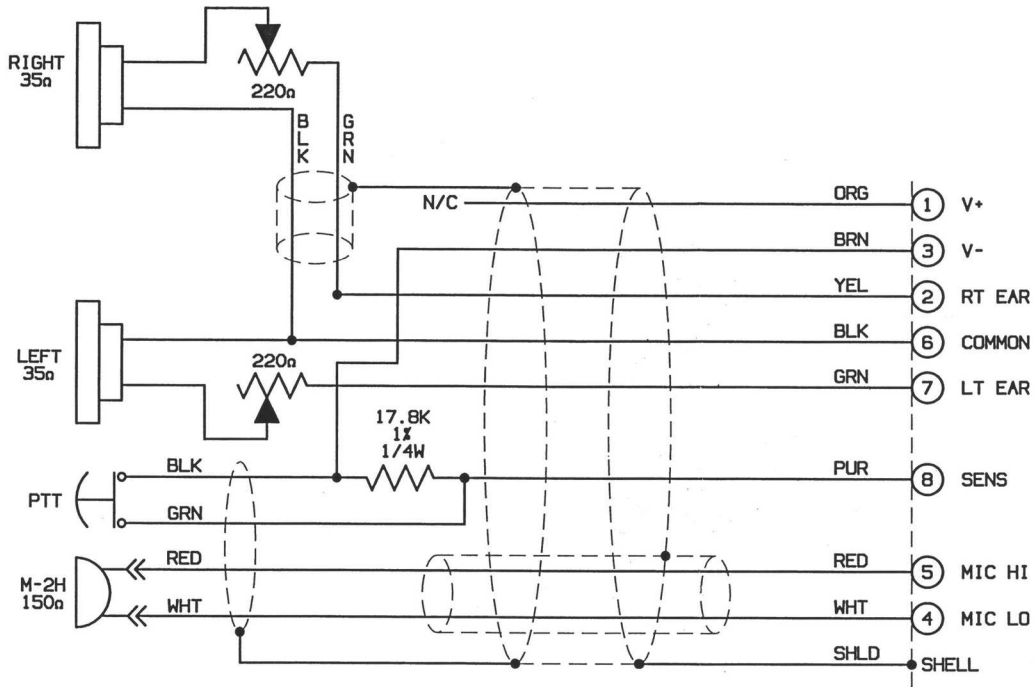 RIGHT
35Ω
220Ω
BLK
GRN
N/C
ORG
1
V+
BRN
3
V-
YEL
2
RT EAR
BLK
6
COMMON
LEFT
35Ω
220Ω
GRN
7
LT EAR
17.8K
1%
1/4W
BLK
PUR
8
SENS
PTT
GRN
RED
RED
5
MIC HI
M-2H
150Ω
WHT
WHT
4
MIC LO
SHLD
SHELL